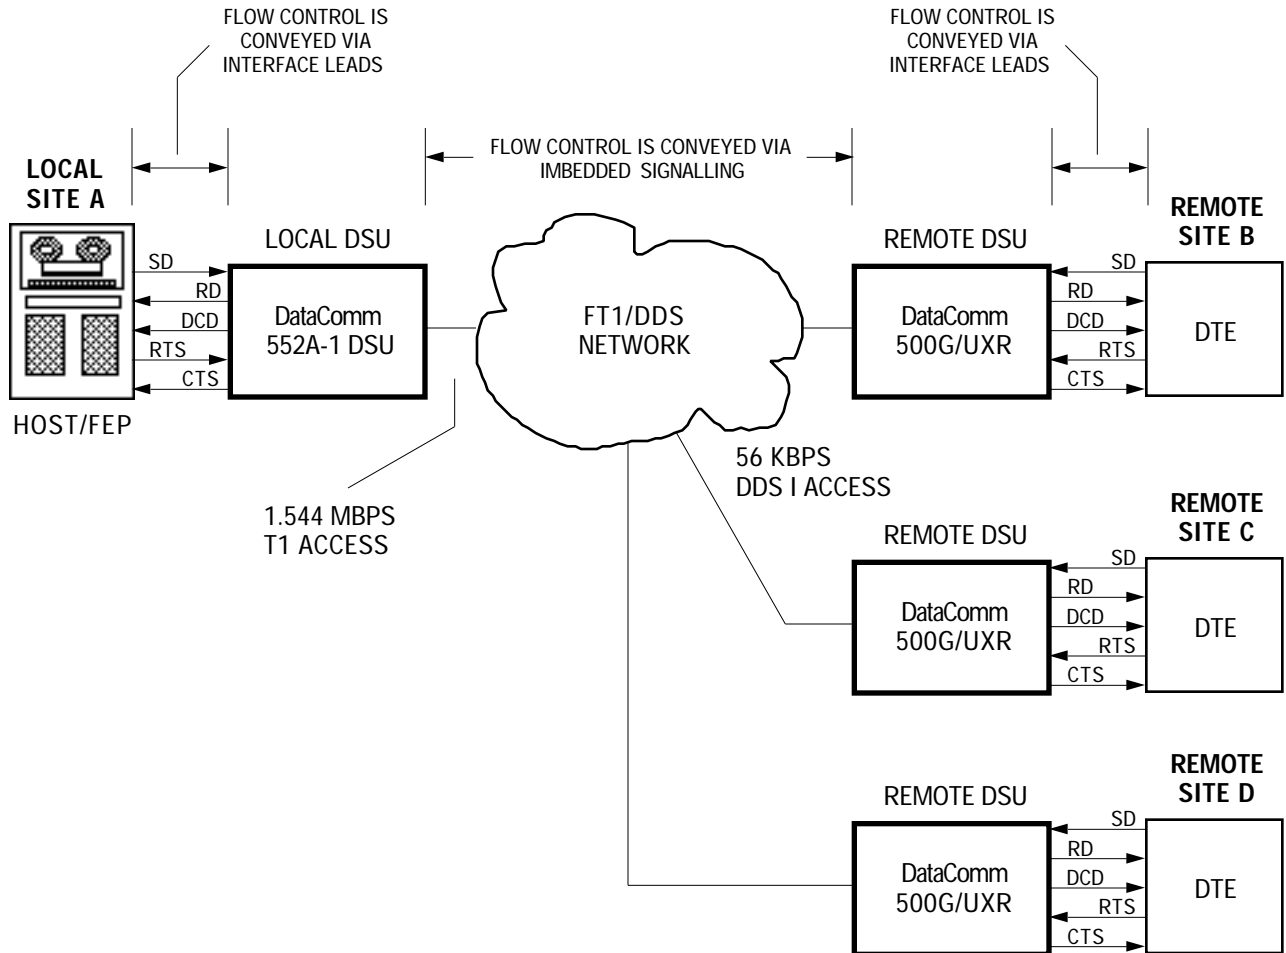 FLOW CONTROL IS
CONVEYED VIA
INTERFACE LEADS
FLOW CONTROL IS
CONVEYED VIA
INTERFACE LEADS
FLOW CONTROL IS CONVEYED VIA
IMBEDDED SIGNALLING
LOCAL
SITE A
LOCAL DSU
SD
RD
DCD
RTS
CTS
HOST/FEP
DataComm
552A-1 DSU
FT1/DDS
NETWORK
1.544 MBPS
T1 ACCESS
56 KBPS
DDS I ACCESS
REMOTE DSU
DataComm
500G/UXR
REMOTE
SITE B
SD
RD
DCD
RTS
CTS
DTE
REMOTE DSU
DataComm
500G/UXR
REMOTE
SITE C
SD
RD
DCD
RTS
CTS
DTE
REMOTE DSU
DataComm
500G/UXR
REMOTE
SITE D
SD
RD
DCD
RTS
CTS
DTE